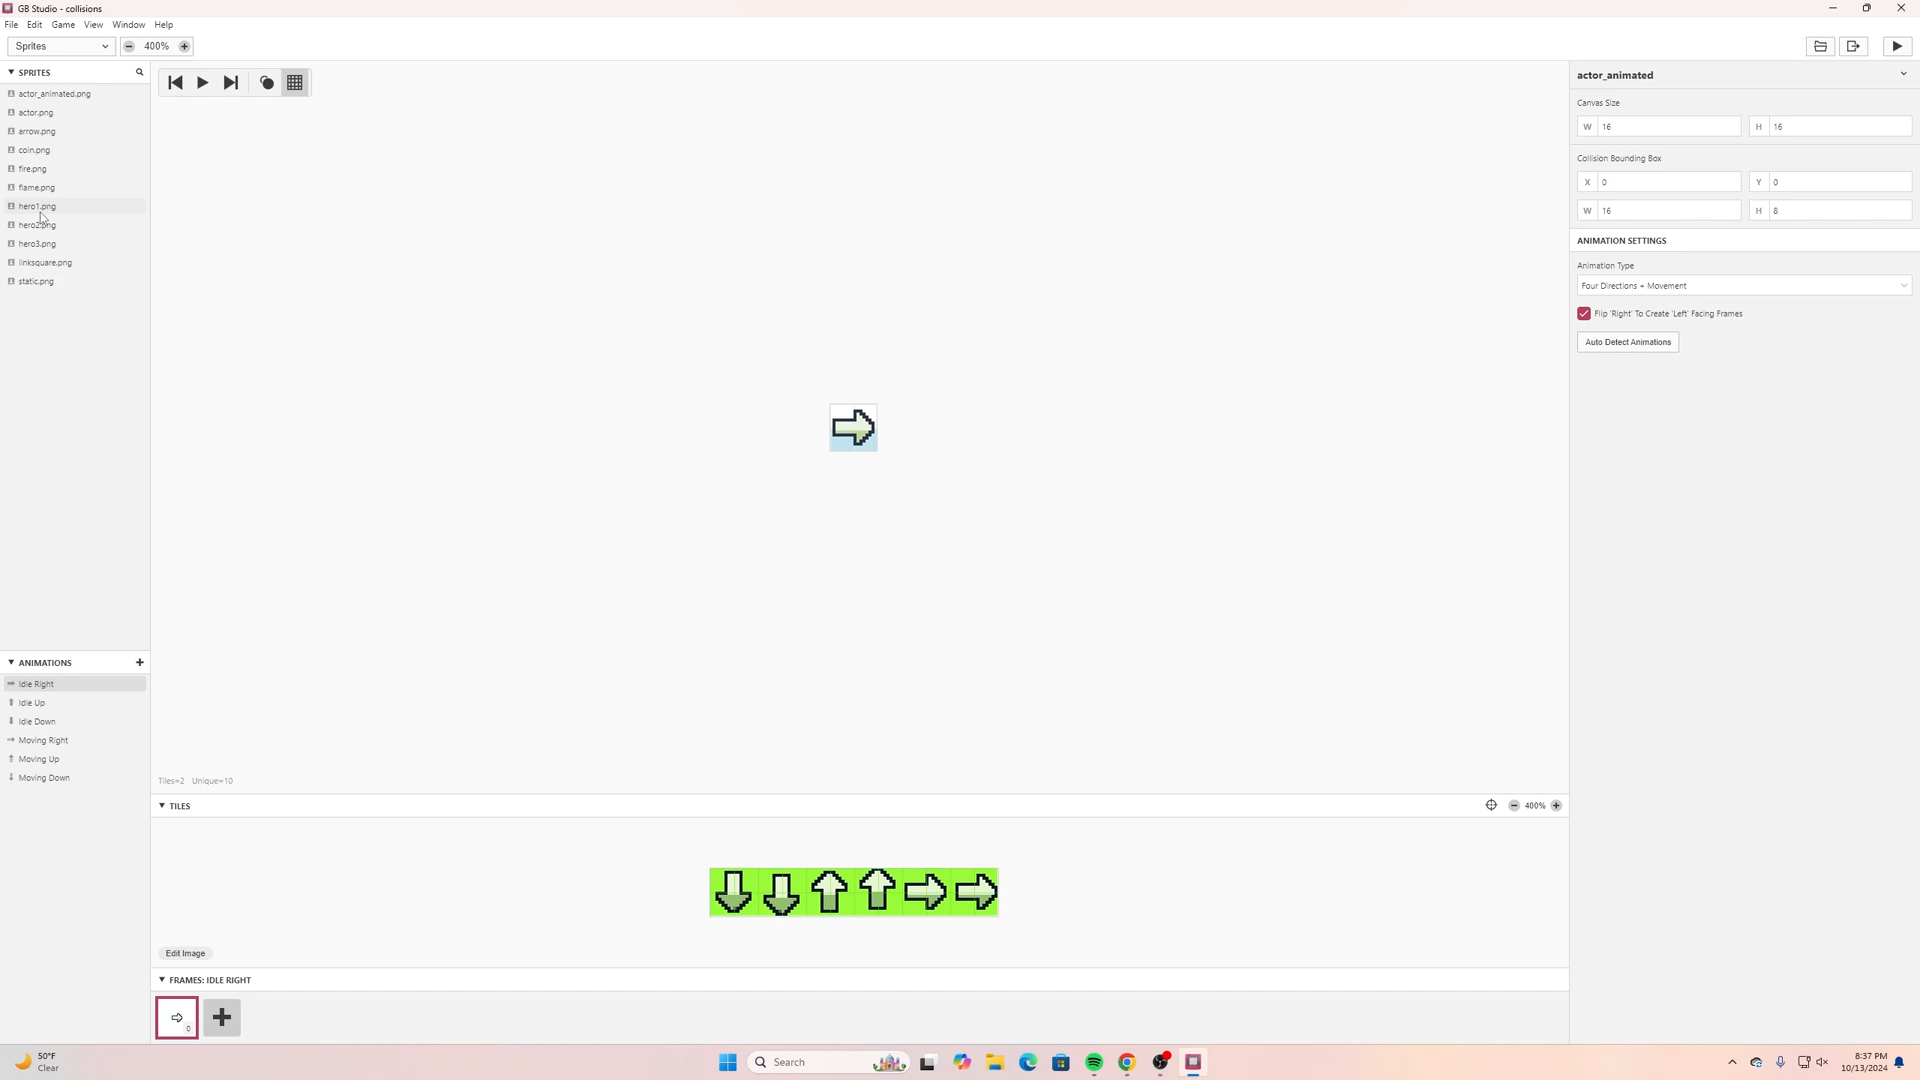 GB Studio - collisions
File Edit Game View Window Help
Sprites 400%
SPRITES
actor_animated.png
actor.png
arrow.png
coin.png
fire.png
flame.png
hero1.png
hero2.png
hero3.png
linksquare.png
static.png
ANIMATIONS
Idle Right
Idle Up
Idle Down
Moving Right
Moving Up
Moving Down
Tiles=2 Unique=10
TILES 400%
Edit Image
FRAMES: IDLE RIGHT
0
actor_animated
Canvas Size
W 16 H 16
Collision Bounding Box
X 0 Y 0
W 16 H 8
ANIMATION SETTINGS
Animation Type
Four Directions + Movement
Flip 'Right' To Create 'Left' Facing Frames
Auto Detect Animations
50°F
Clear
Search
8:37 PM
10/13/2024